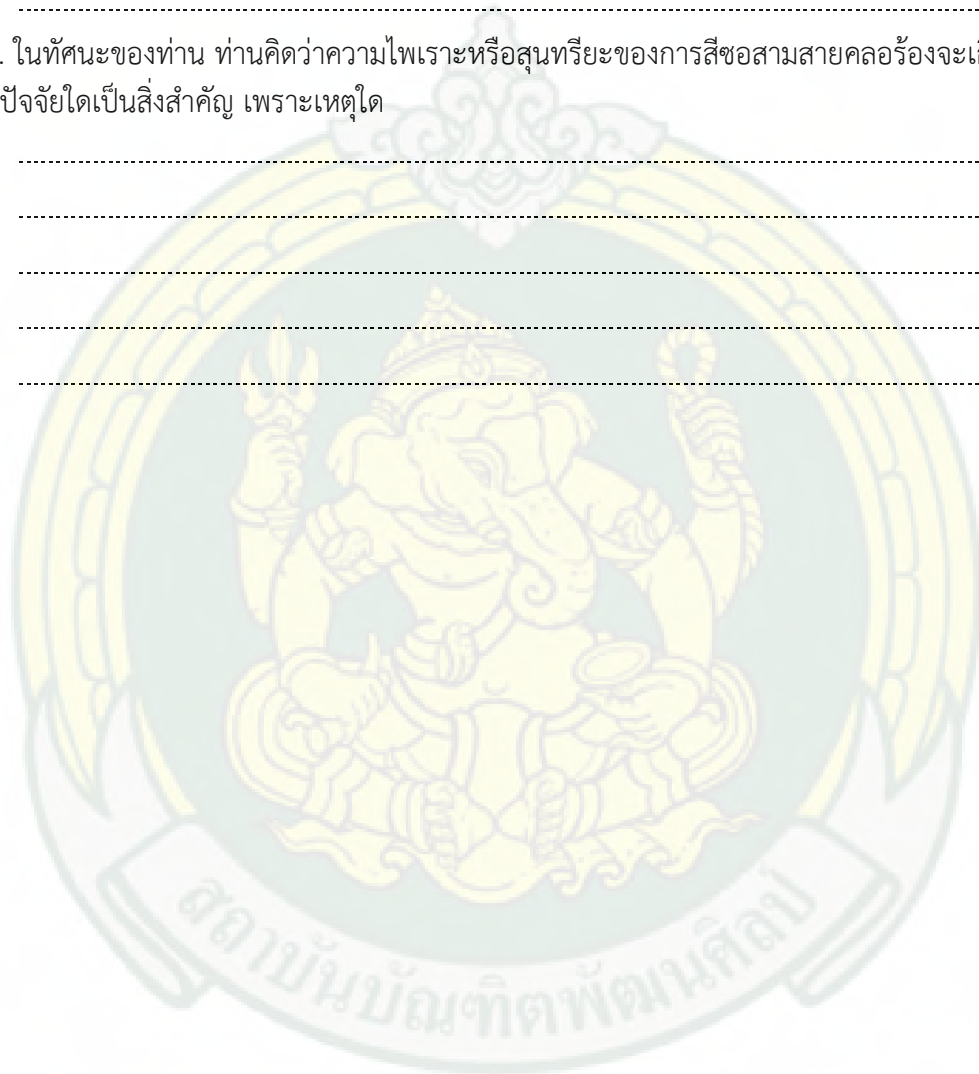 . ในทัศนะของท่าน ท่านคิดว่าความไพเราะหรือสุนทรียะของการสีซอสามสายคลอร้องจะ
ปัจจัยใดเป็นสิ่งสำคัญ เพราะเหตุใด
สถาบันบัณฑิตพัฒนศิลป์